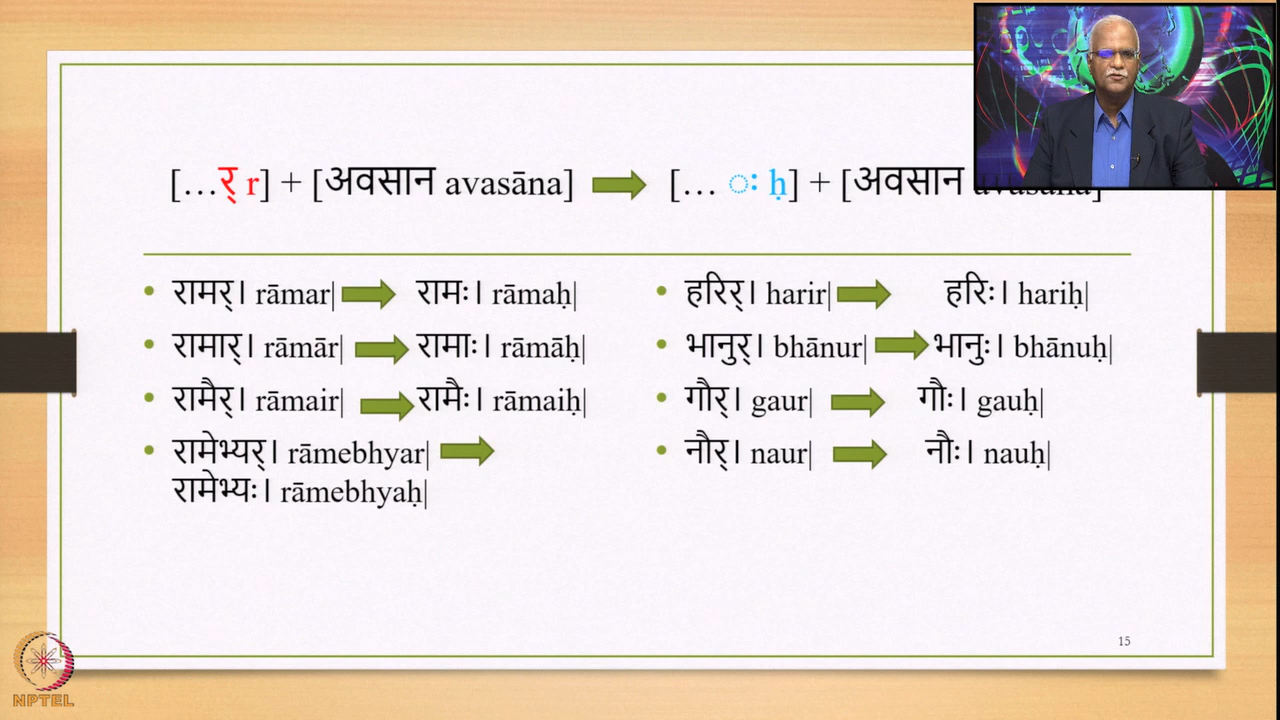 […र् r] + [अवसान avasāna] [… ः ḥ] + [अवसान avasāna]
रामर्। rāmar| रामः। rāmaḥ|
रामार्। rāmār| रामाः। rāmāḥ|
रामैर्। rāmair| रामैः। rāmaiḥ|
रामेभ्यर्। rāmebhyar|
रामेभ्यः। rāmebhyaḥ|
हरिर्। harir| हरिः। hariḥ|
भानुर्। bhānur| भानुः। bhānuḥ|
गौर्। gaur| गौः। gauḥ|
नौर्। naur| नौः। nauḥ|
15
NPTEL